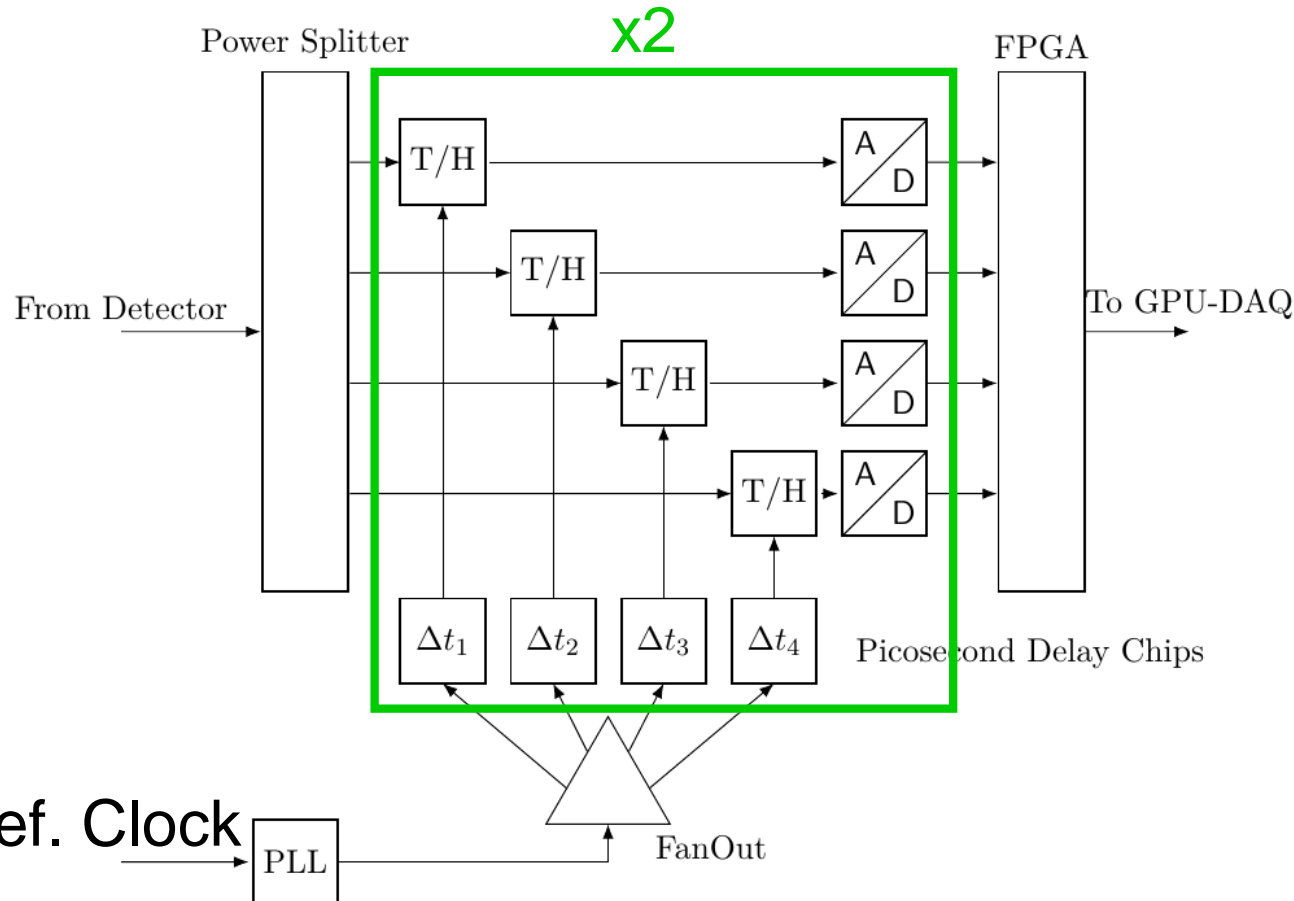 x2
Power Splitter
FPGA
T/H
A
D
T/H
A
D
From Detector
To GPU-DAQ
T/H
A
D
T/H
A
D
Δt₁
Δt₂
Δt₃
Δt₄
Picosecond Delay Chips
ef. Clock
PLL
FanOut